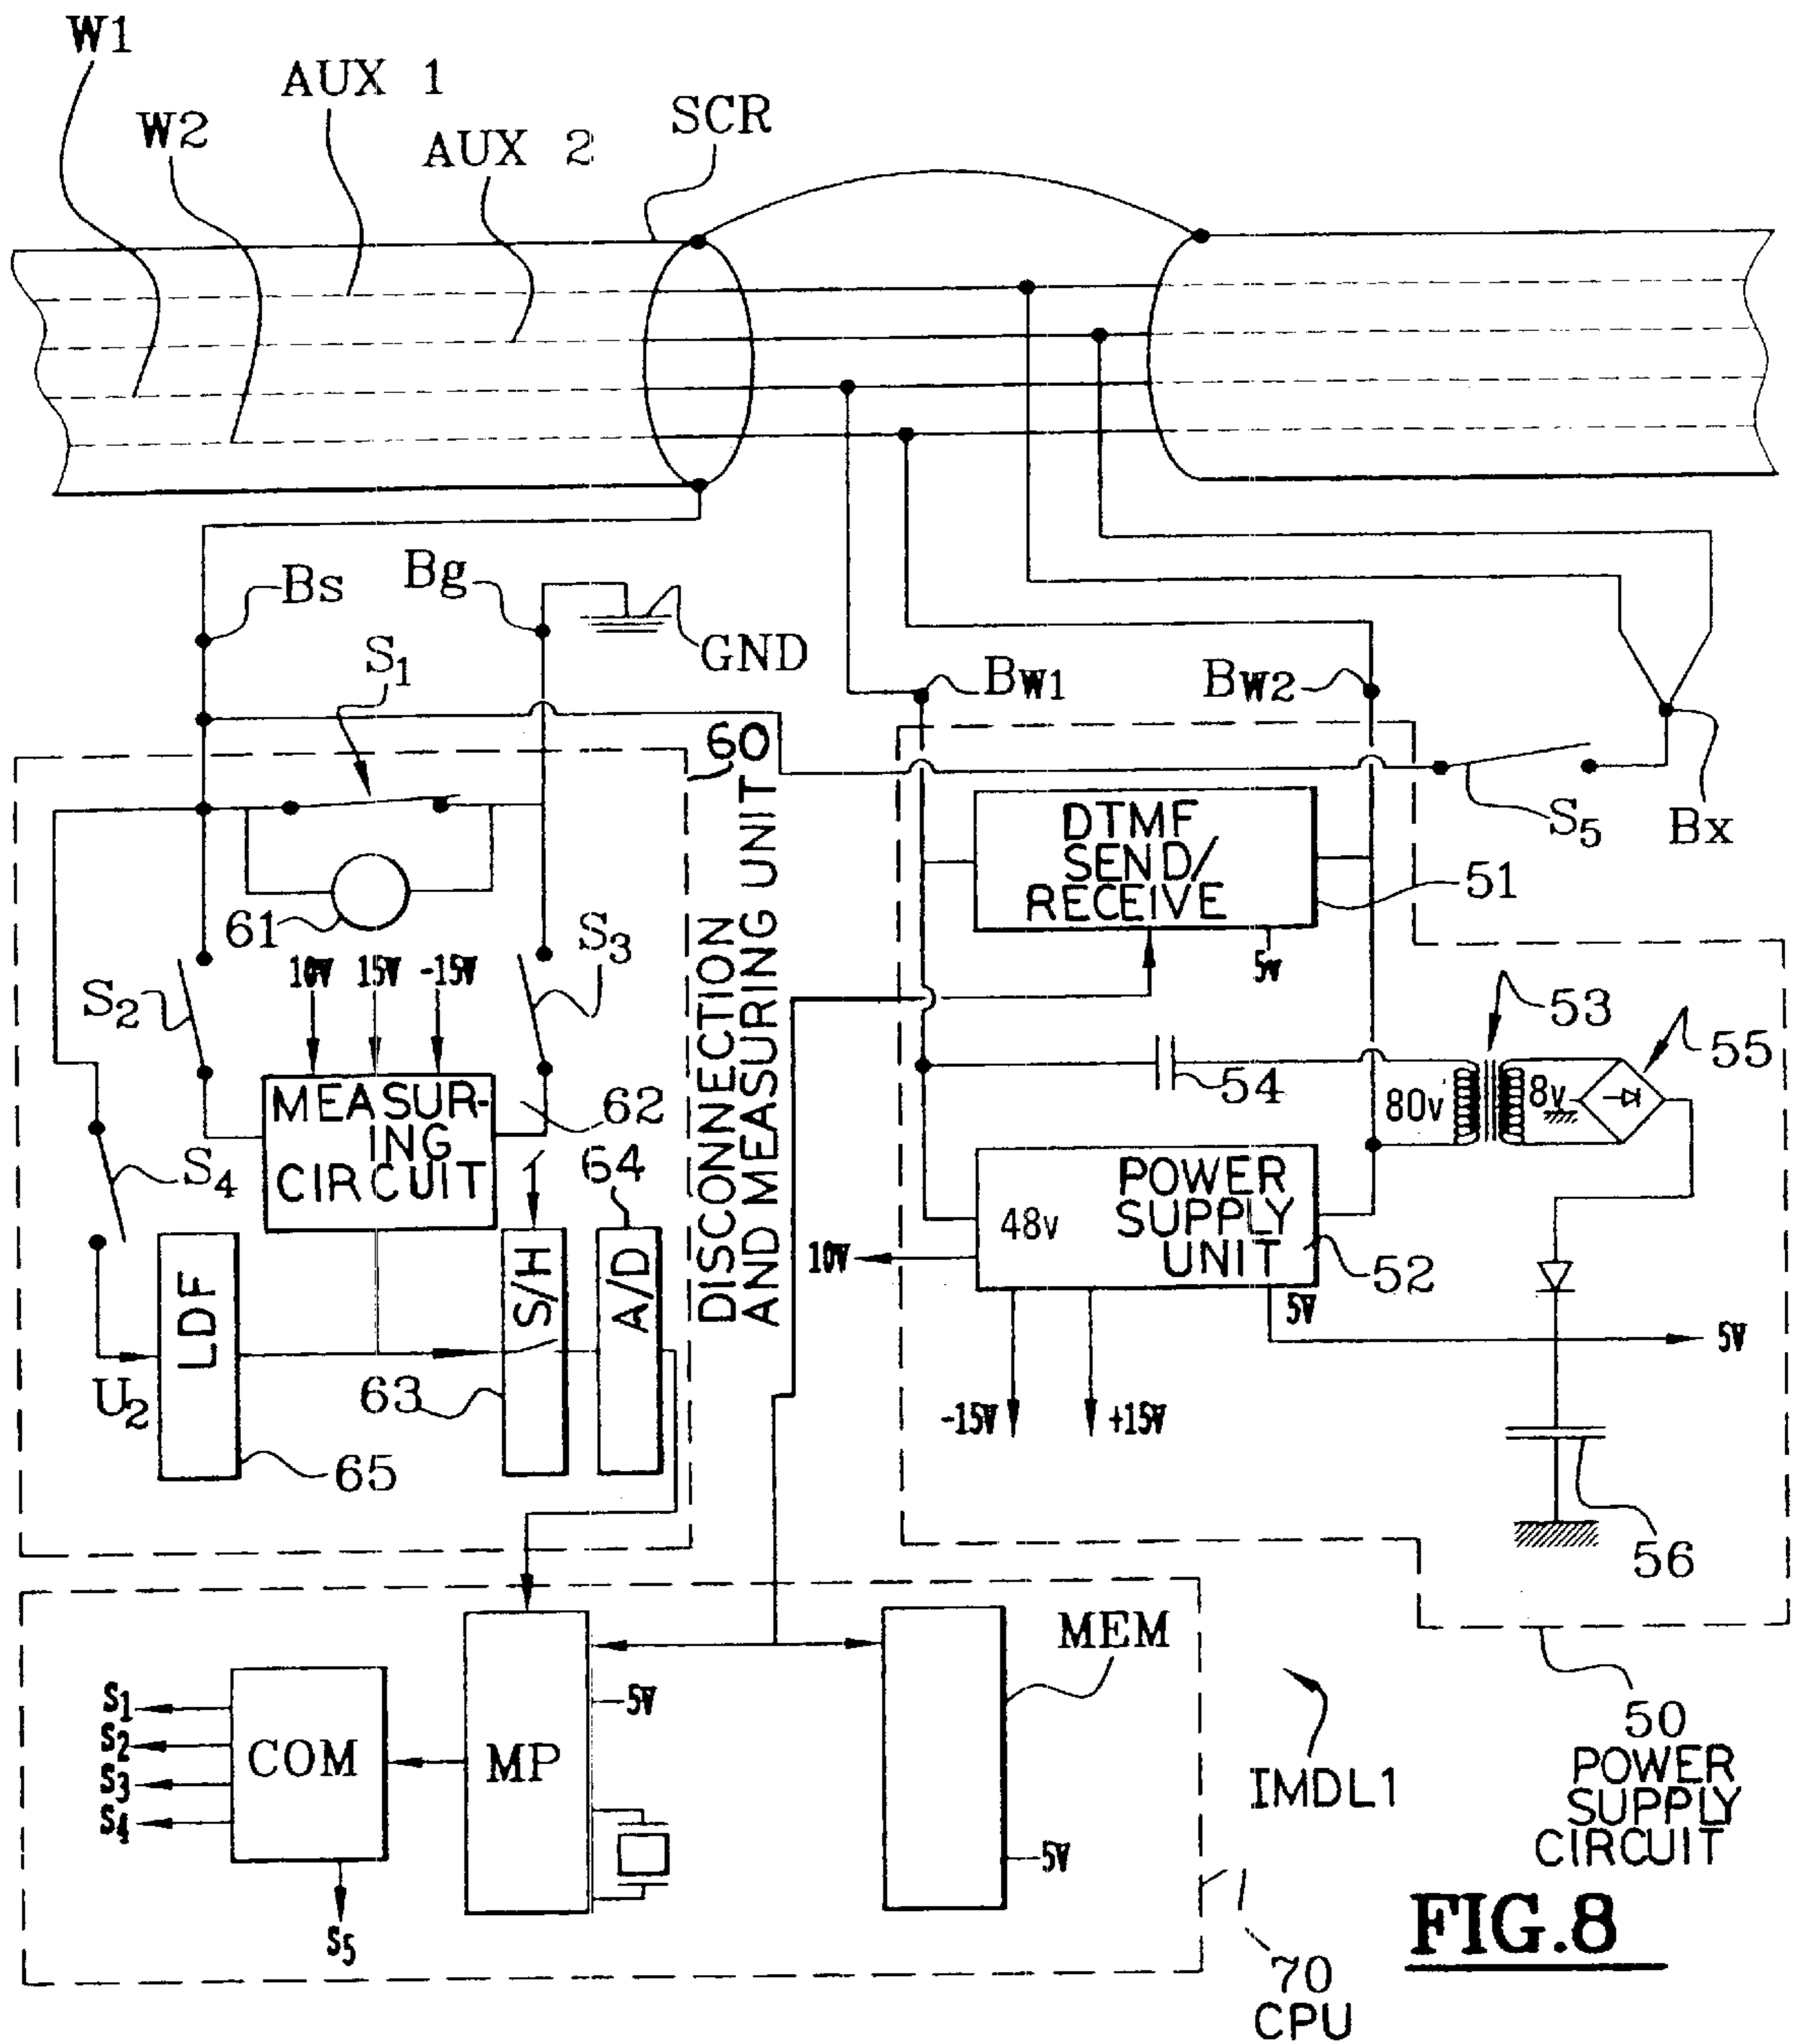 W1
AUX 1
W2
AUX 2
SCR
Bs
Bg
GND
S1
BW1
BW2
60
DISCONNECTION
AND MEASURING UNIT
DTMF
SEND/
RECEIVE
51
S5
Bx
61
S3
5v
10V
15V
-15V
S2
53
55
54
80v
8v
MEASUR-
ING
CIRCUIT
62
64
S4
POWER
SUPPLY
UNIT
48v
52
10V
5V
5V
LDF
S/H
A/D
U2
63
65
-15V
+15V
56
MEM
S1
S2
S3
S4
COM
MP
5V
5V
S5
IMDL1
50
POWER
SUPPLY
CIRCUIT
FIG.8
70
CPU